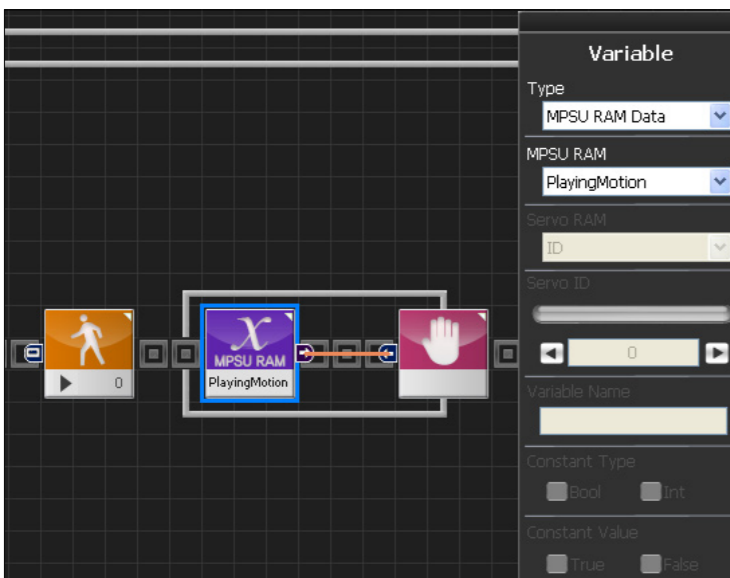 Variable
Type
MPSU RAM Data
MPSU RAM
PlayingMotion
Servo RAM
ID
Servo ID
0
Variable Name
Constant Type
Bool
Int
Constant Value
True
False
0
MPSU RAM
PlayingMotion